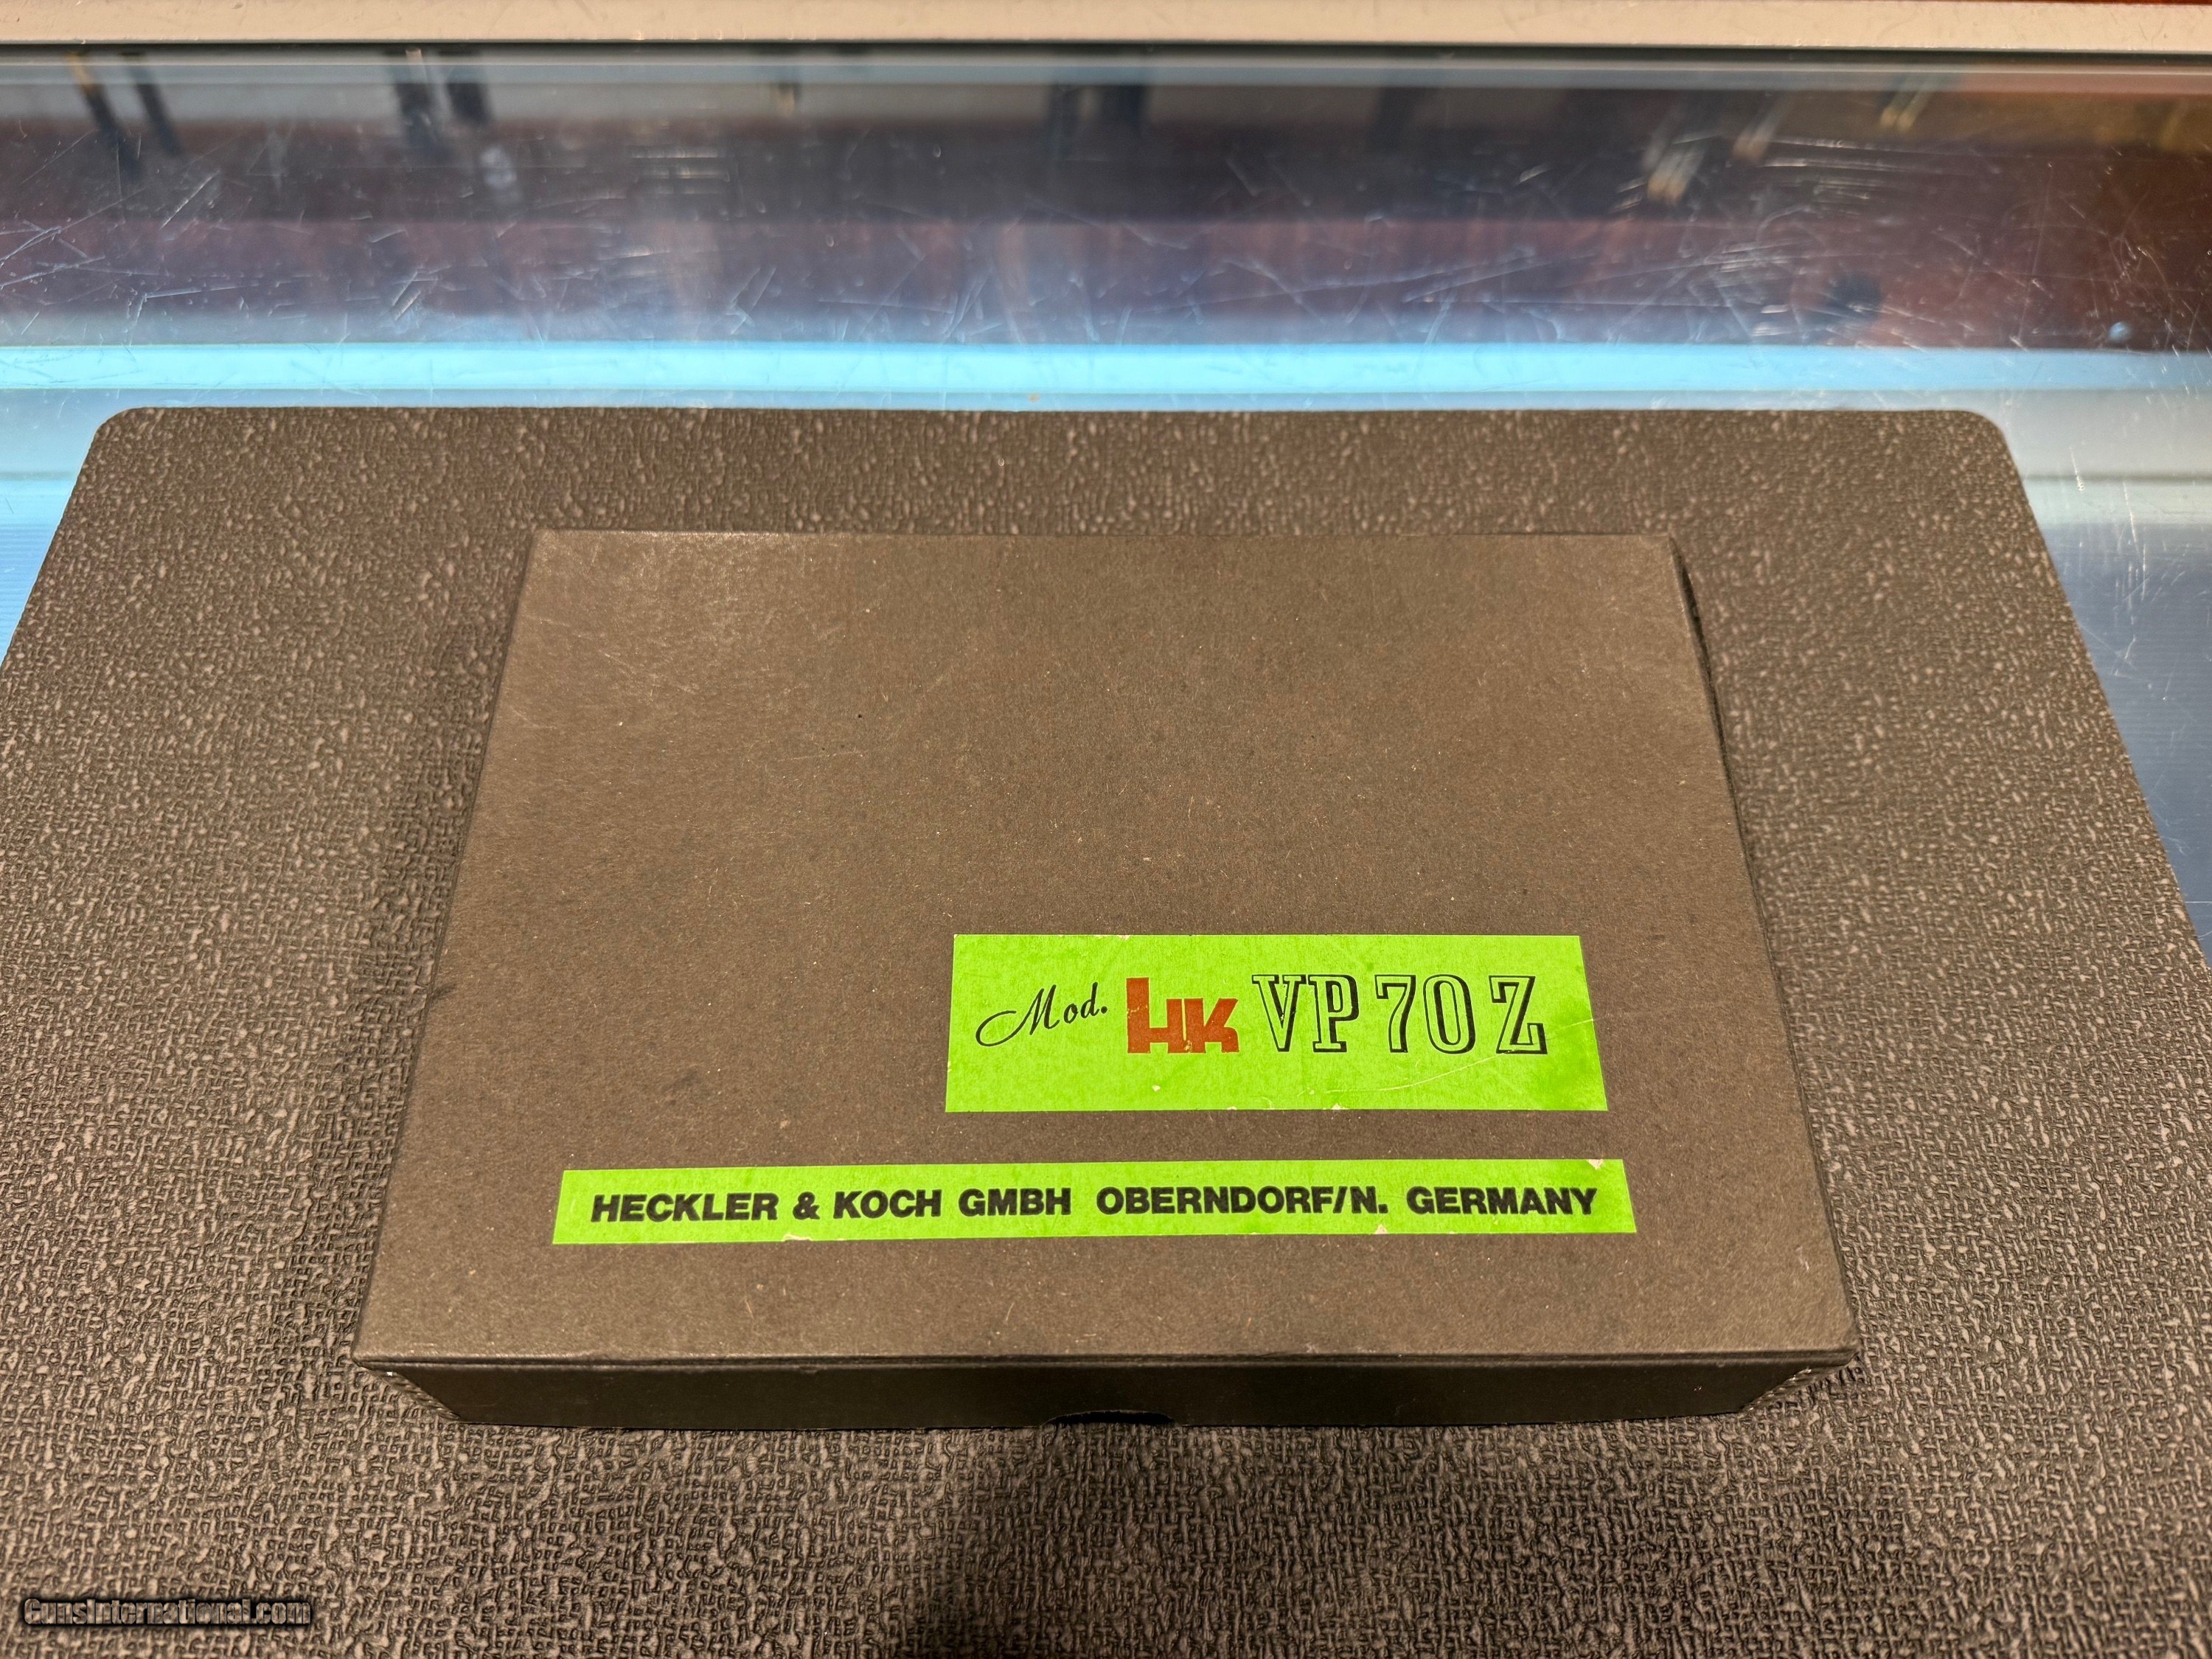 Mod. HK VP 70 Z
HECKLER & KOCH GMBH OBERNDORF/N. GERMANY
GunsInternational.com